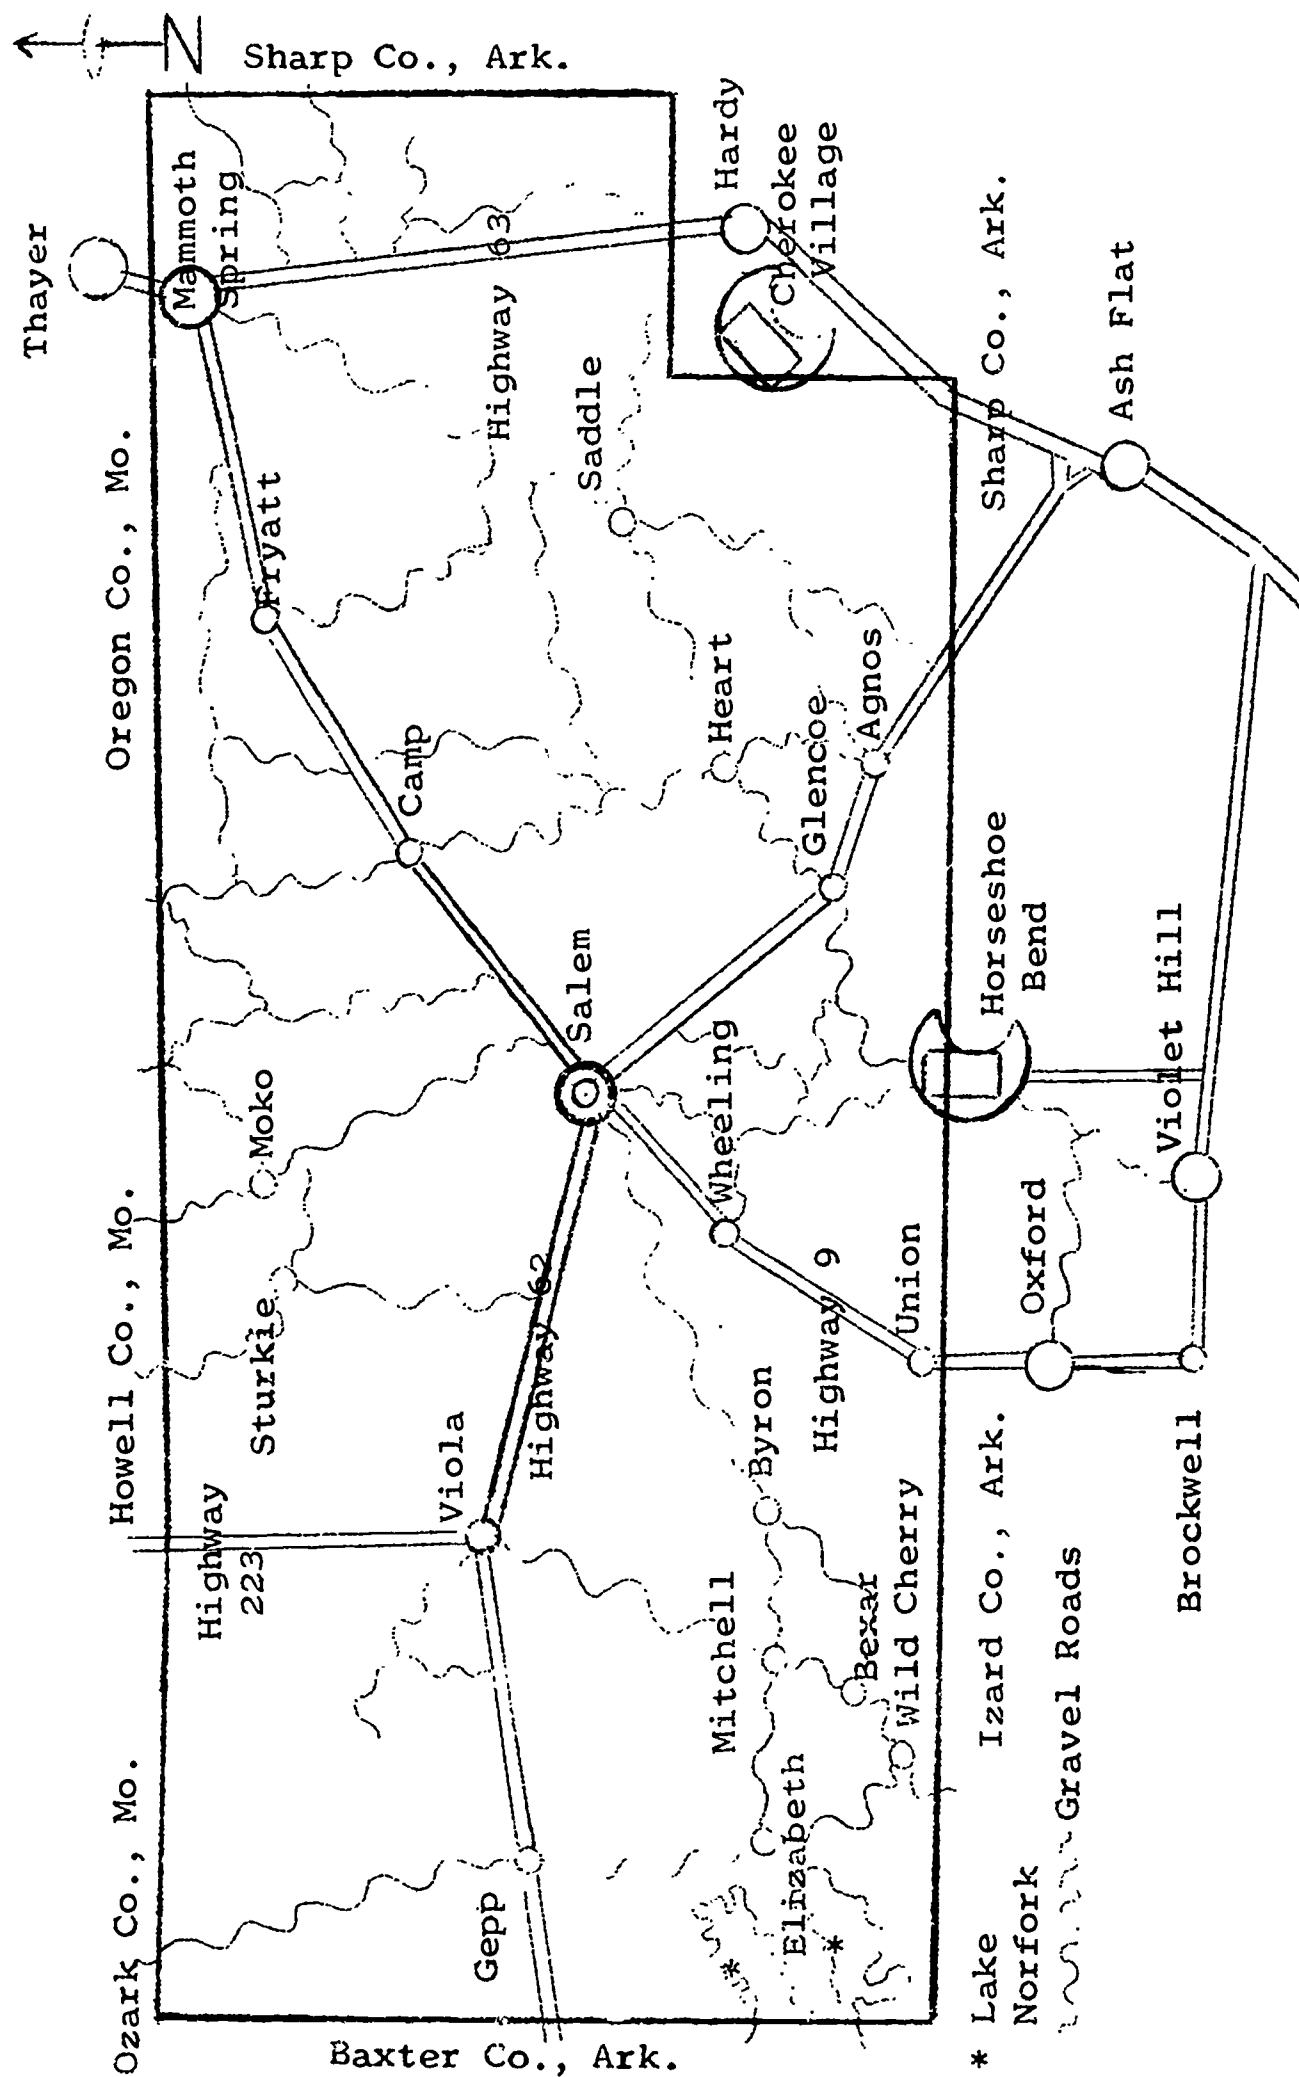 N
Sharp Co., Ark.
Thayer
Mammoth
Spring
Hardy
Cherokee
Village
Oregon Co., Mo.
Fryatt
Highway 63
Saddle
Sharp Co., Ark.
Ash Flat
Camp
Heart
Glencoe
Agnos
Salem
Horseshoe
Bend
Violet Hill
Howell Co., Mo.
Moko
Sturkie
Wheeling
Highway 62
Highway 9
Union
Oxford
Highway
223
Viola
Byron
Mitchell
Bexar
Wild Cherry
Izard Co., Ark.
Brockwell
Ozark Co., Mo.
Gepp
Elizabeth
*
*
Baxter Co., Ark.
* Lake
Norfork
Gravel Roads